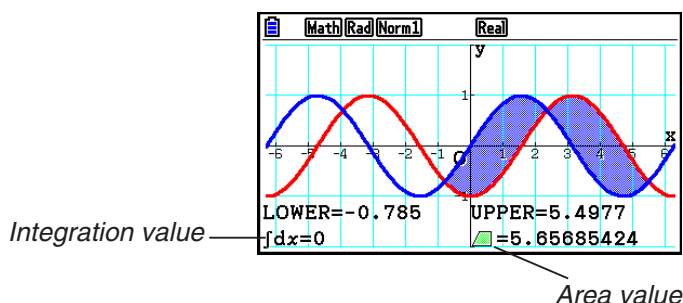 Math Rad Norm1 Real
y
1
x
-6 -5 -4 -3 -2 -1 O 1 2 3 4 5 6
-1
LOWER=-0.785 UPPER=5.4977
Integration value
∫dx=0 =5.65685424
Area value